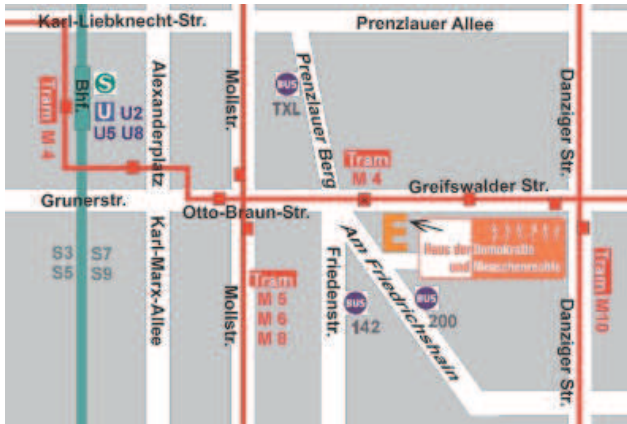 Karl-Liebknecht-Str.
Prenzlauer Allee
Tram M 4
Bhf.
S
U U2
U5 U8
Alexanderplatz
Mollstr.
BUS
TXL
Prenzlauer Berg
Danziger Str.
Tram
M 4
Greifswalder Str.
Grunerstr.
Otto-Braun-Str.
E
Haus der Demokratie
und Menschenrechte
S3 S7
S5 S9
Karl-Marx-Allee
Mollstr.
Tram
M 5
M 6
M 8
Friedenstr.
BUS
142
Am Friedrichshain
BUS
200
Danziger Str.
Tram M10